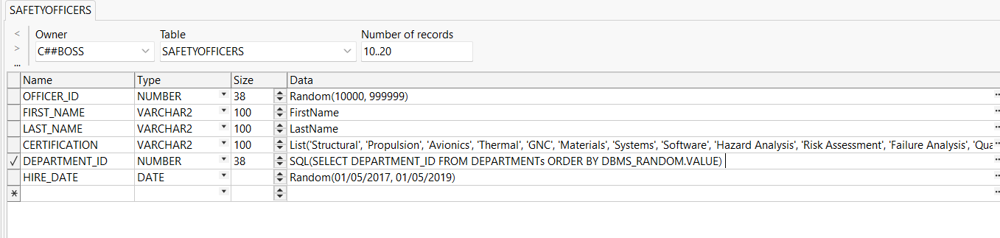 SAFETYOFFICERS
< Owner Table Number of records
> C##BOSS SAFETYOFFICERS 10..20
...
Name Type Size Data
OFFICER_ID NUMBER 38 Random(10000, 999999)
FIRST_NAME VARCHAR2 100 FirstName
LAST_NAME VARCHAR2 100 LastName
CERTIFICATION VARCHAR2 100 List('Structural', 'Propulsion', 'Avionics', 'Thermal', 'GNC', 'Materials', 'Systems', 'Software', 'Hazard Analysis', 'Risk Assessment', 'Failure Analysis', 'Qua
DEPARTMENT_ID NUMBER 38 SQL(SELECT DEPARTMENT_ID FROM DEPARTMENTs ORDER BY DBMS_RANDOM.VALUE)
HIRE_DATE DATE Random(01/05/2017, 01/05/2019)
*